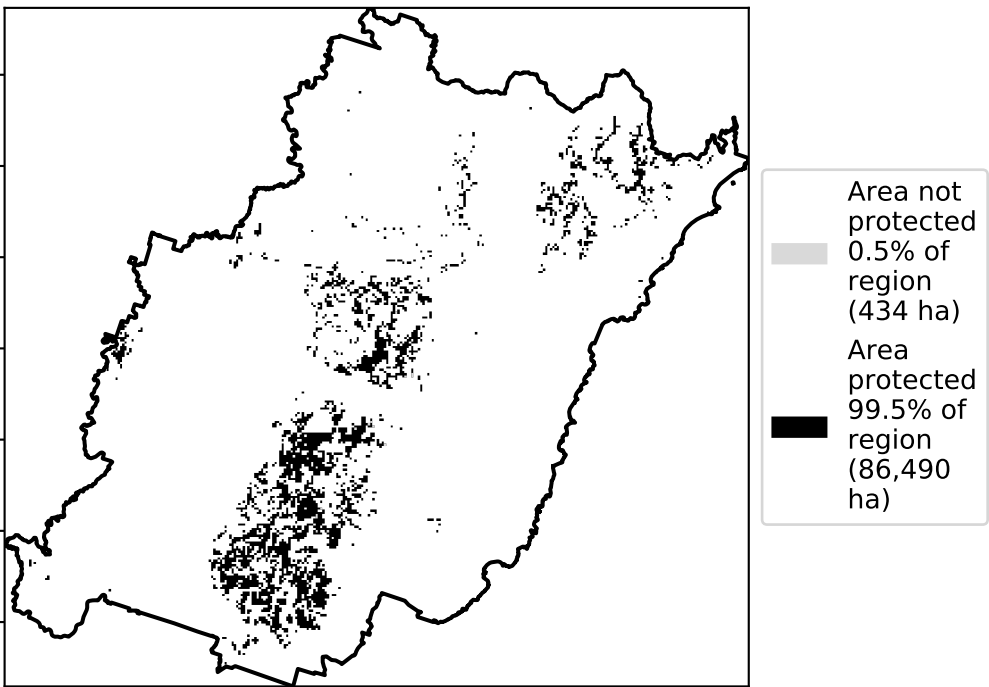 Area not
protected
0.5% of
region
(434 ha)
Area
protected
99.5% of
region
(86,490
ha)